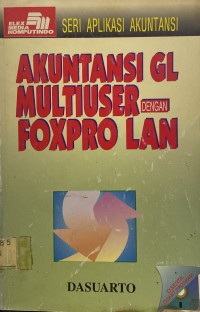 ELEX
MEDIA
KOMPUTINDO
SERI APLIKASI AKUNTANSI
AKUNTANSI GL
MULTIUSER DENGAN
FOXPRO LAN
DASUARTO